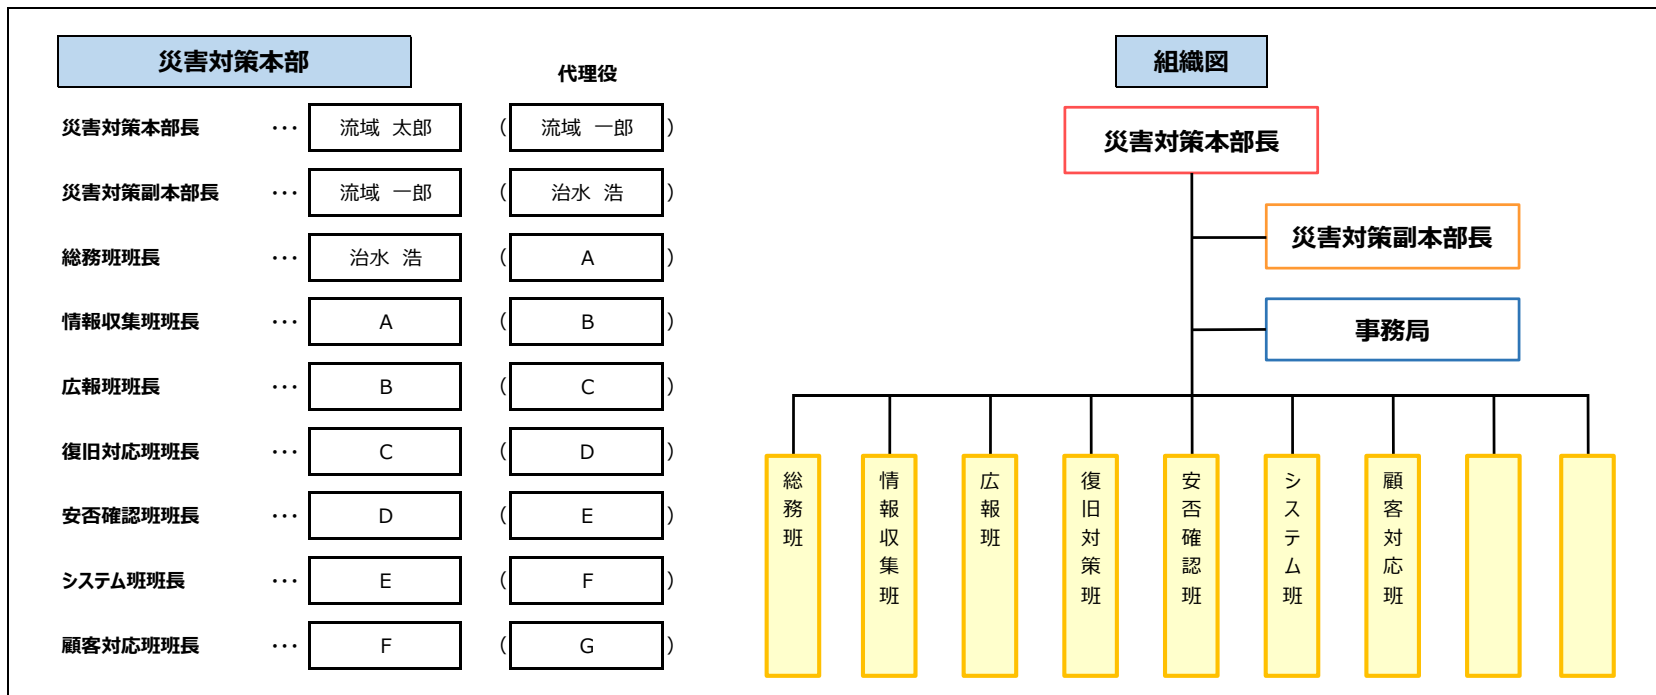 災害対策本部
代理役
災害対策本部長 ・・・ 流域 太郎 （ 流域 一郎 ）
災害対策副本部長 ・・・ 流域 一郎 （ 治水 浩 ）
総務班班長 ・・・ 治水 浩 （ A ）
情報収集班班長 ・・・ A （ B ）
広報班班長 ・・・ B （ C ）
復旧対応班班長 ・・・ C （ D ）
安否確認班班長 ・・・ D （ E ）
システム班班長 ・・・ E （ F ）
顧客対応班班長 ・・・ F （ G ）
組織図
災害対策本部長
災害対策副本部長
事務局
総務班
情報収集班
広報班
復旧対策班
安否確認班
システム班
顧客対応班